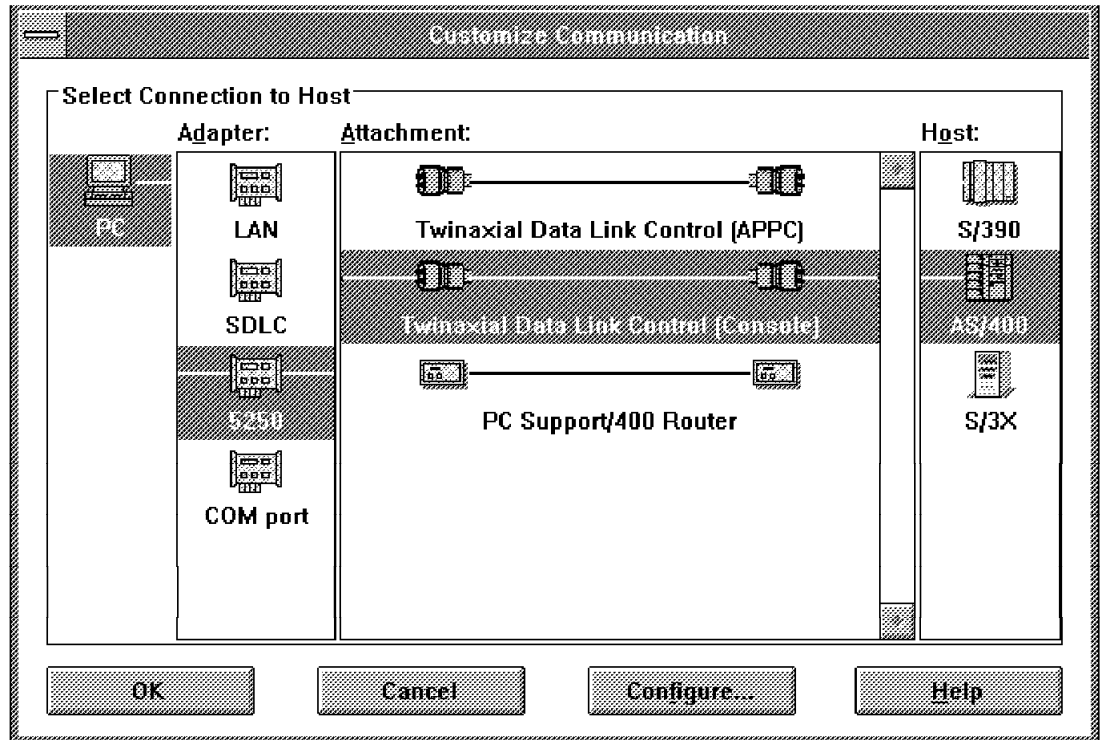 Customize Communication
Select Connection to Host
Adapter: Attachment: Host:
PC
LAN
SDLC
5250
COM port
Twinaxial Data Link Control (APPC)
Twinaxial Data Link Control (Console)
PC Support/400 Router
S/390
AS/400
S/3X
OK Cancel Configure... Help